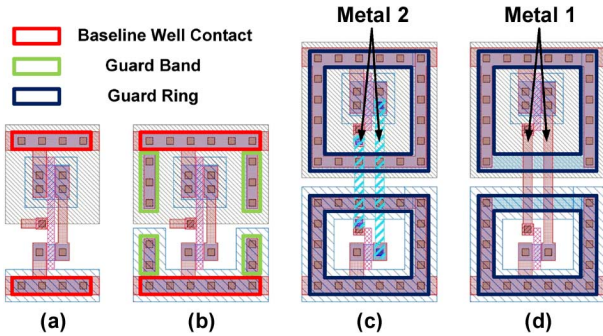 Metal 2
Metal 1
Baseline Well Contact
Guard Band
Guard Ring
(a)
(b)
(c)
(d)